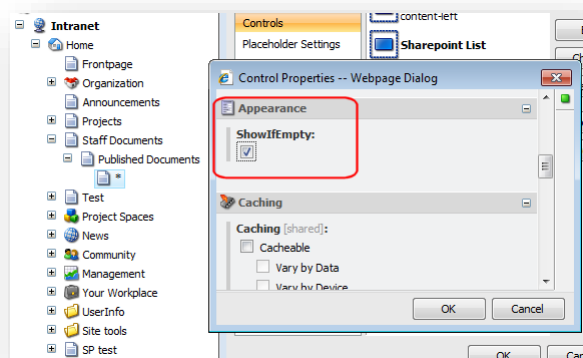 Intranet
Home
Frontpage
Organization
Announcements
Projects
Staff Documents
Published Documents
*
Test
Project Spaces
News
Community
Management
Your Workplace
UserInfo
Site tools
SP test
Controls
Placeholder Settings
content-left
Sharepoint List
Control Properties -- Webpage Dialog
Appearance
ShowIfEmpty:
Caching
Caching [shared]:
Cacheable
Vary by Data
Vary by Device
OK Cancel
OK Can